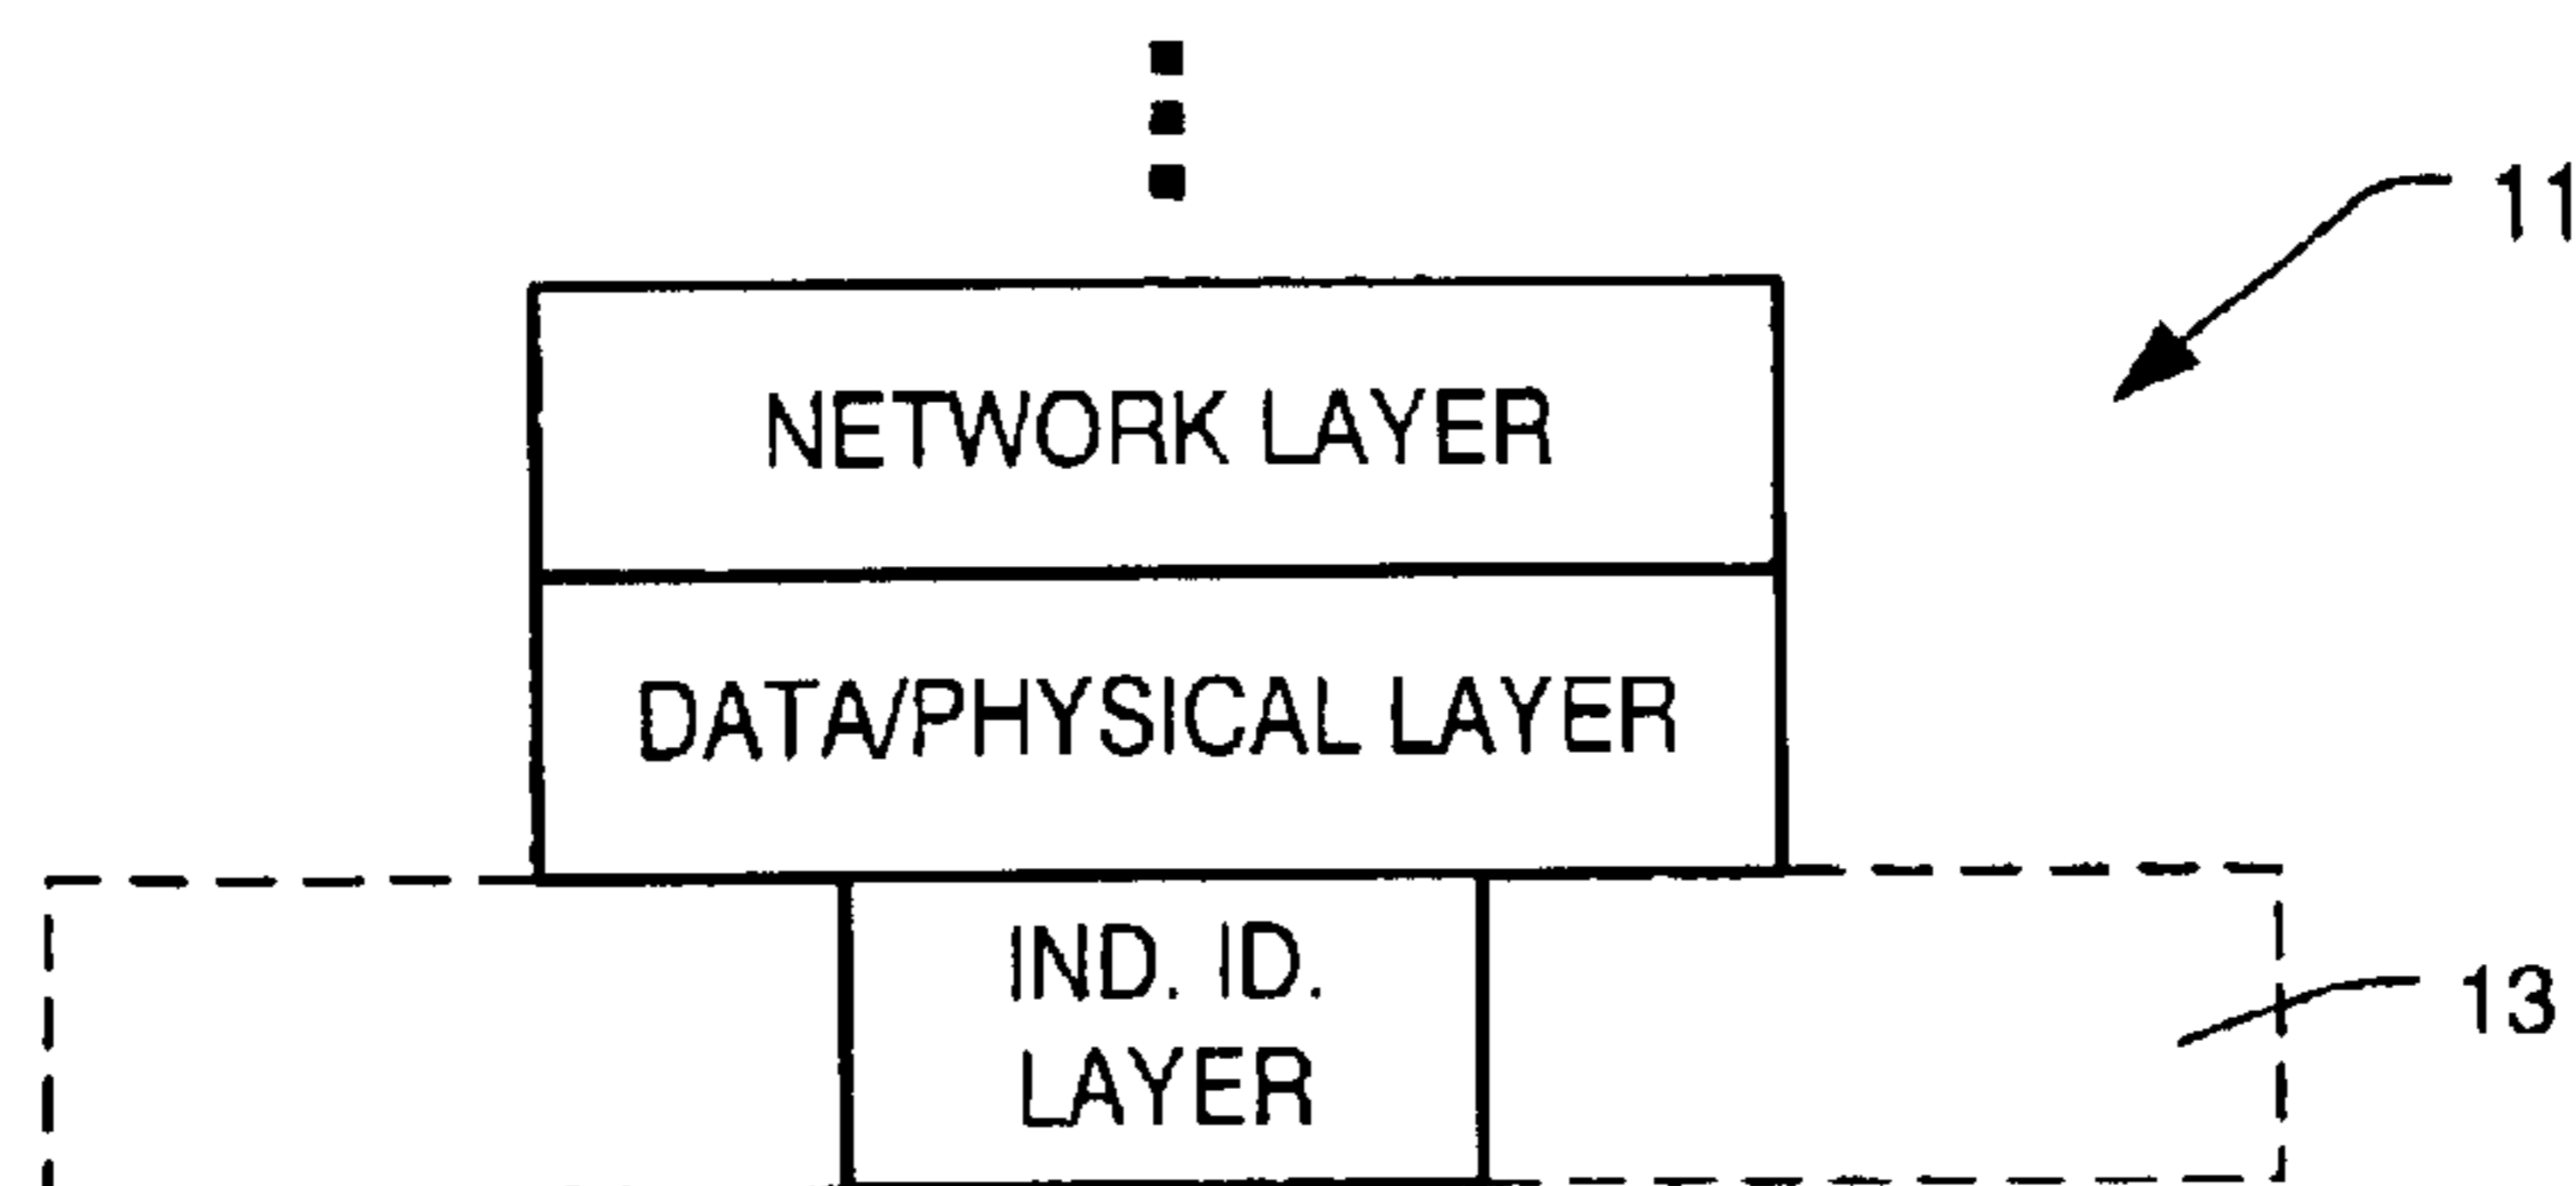 11
NETWORK LAYER
DATA/PHYSICAL LAYER
IND. ID.
LAYER
13